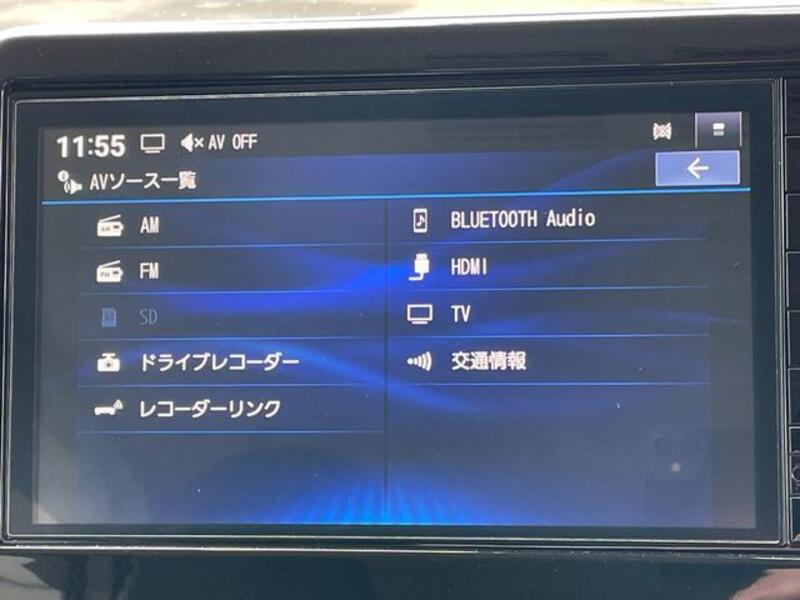 11:55 AV OFF
AVソース一覧
AM
FM
SD
ドライブレコーダー
レコーダーリンク
BLUETOOTH Audio
HDMI
TV
交通情報